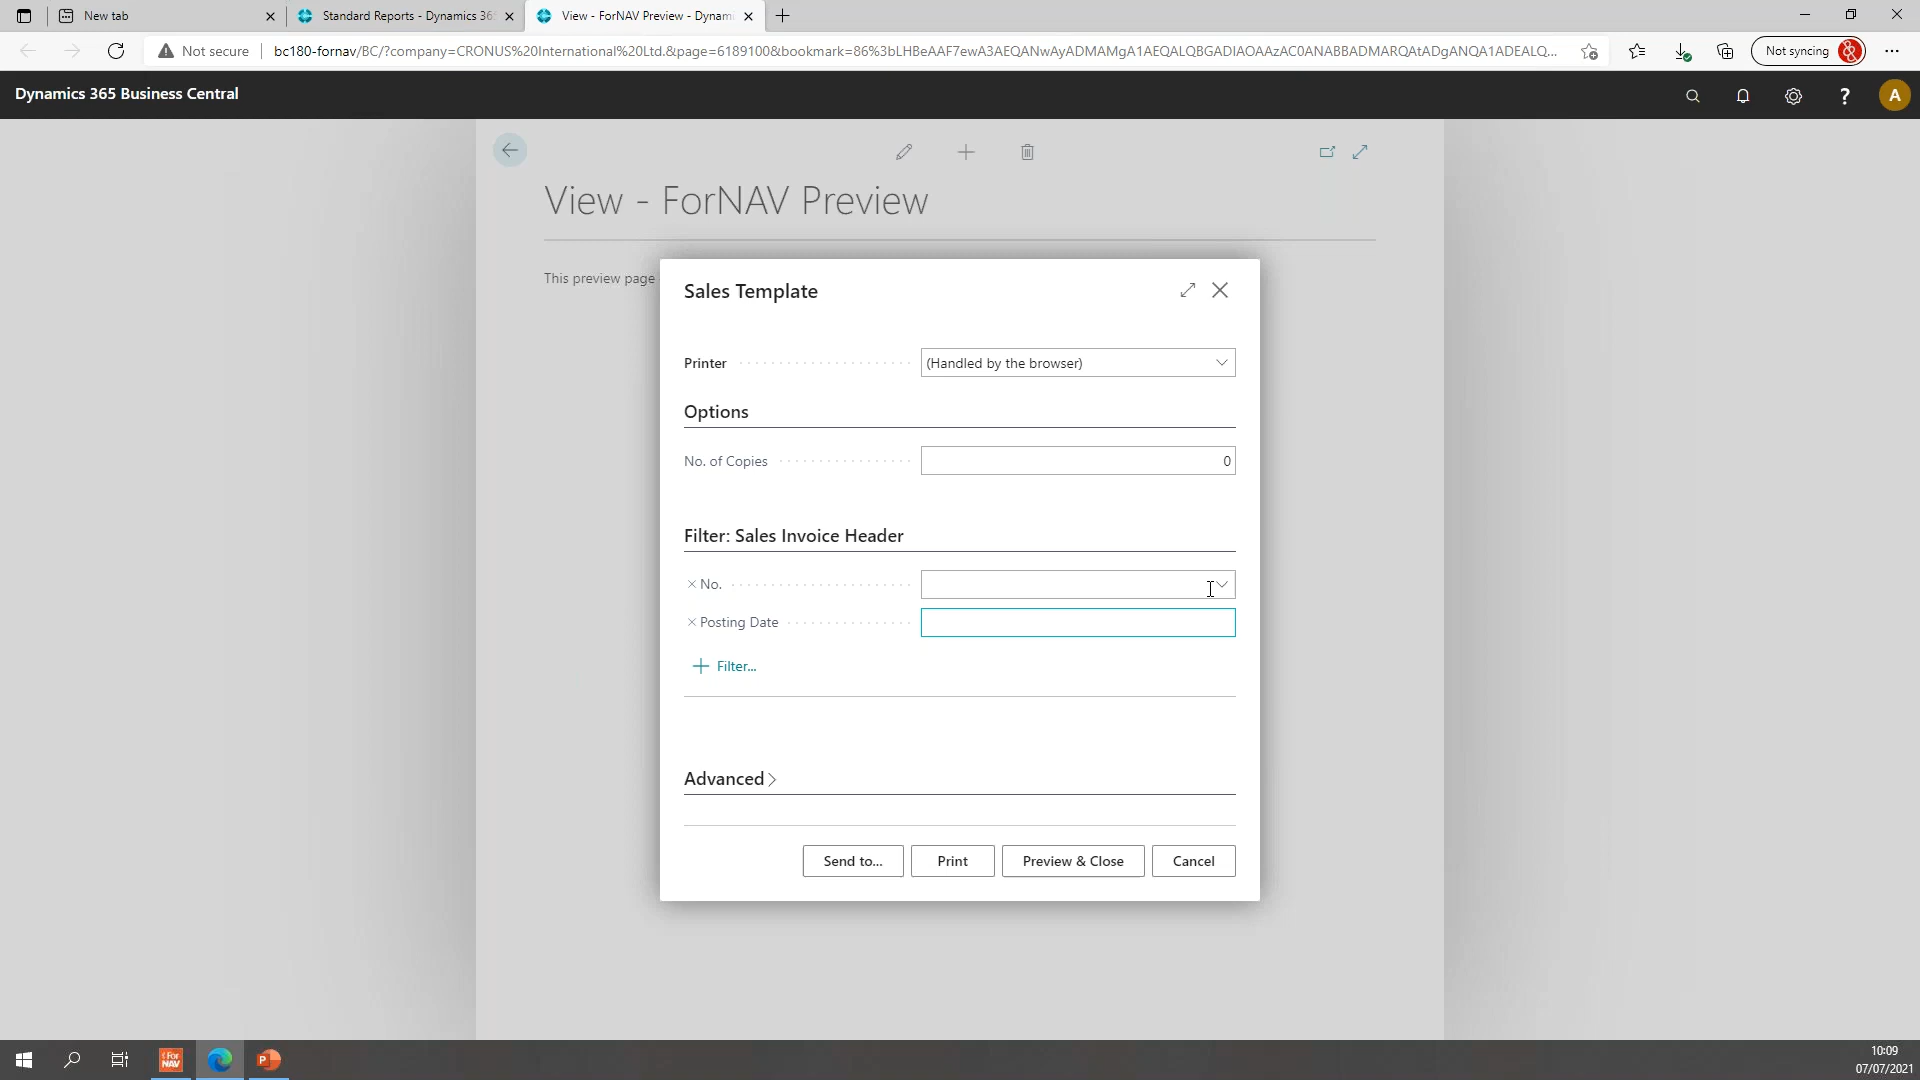 New tab
Standard Reports - Dynamics 36
View - ForNAV Preview - Dynami
Not secure
bc180-fornav/BC/?company=CRONUS%20International%20Ltd.&page=6189100&bookmark=86%3bLHBeAAF7ewA3AEQANwAyADMAMgA1AEQALQBGADIAOAAzAC0ANABBADMARQAtADgANQA1ADEALQ...
Not syncing
Dynamics 365 Business Central
?
A
View - ForNAV Preview
This preview page
Sales Template
Printer
(Handled by the browser)
Options
No. of Copies
0
Filter: Sales Invoice Header
No.
Posting Date
Filter...
Advanced
Send to...
Print
Preview & Close
Cancel
For
NAV
P
10:09
07/07/2021